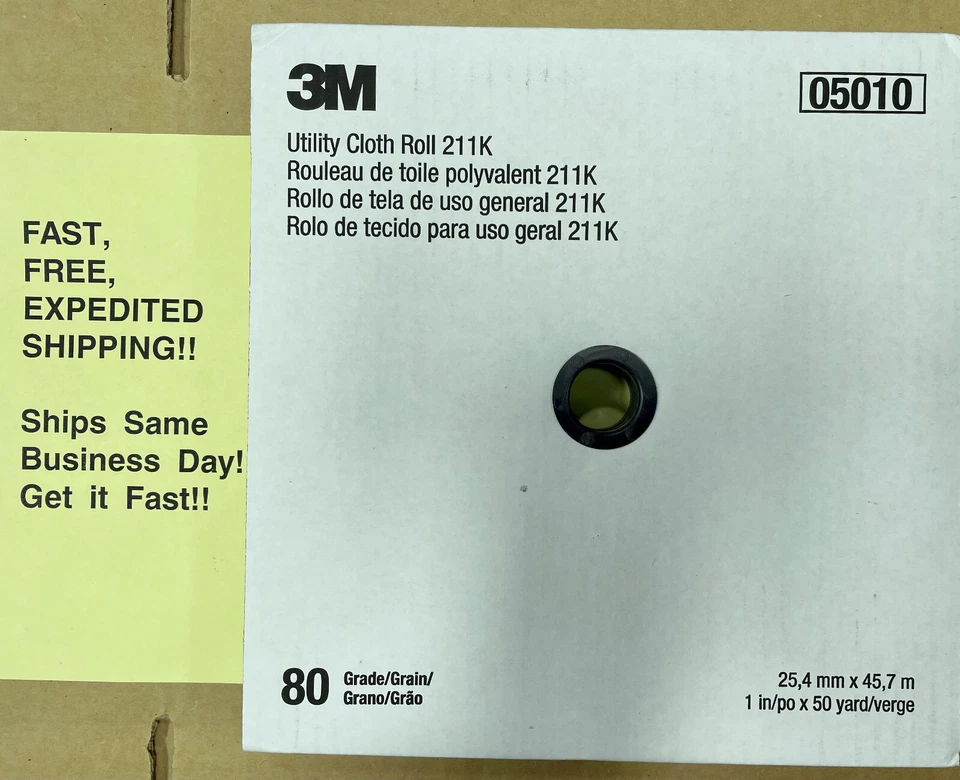 3M
05010
Utility Cloth Roll 211K
Rouleau de toile polyvalent 211K
Rollo de tela de uso general 211K
Rolo de tecido para uso geral 211K
FAST,
FREE,
EXPEDITED
SHIPPING!!
Ships Same
Business Day!
Get it Fast!!
80 Grade/Grain/
Grano/Grão
25,4 mm x 45,7 m
1 in/po x 50 yard/verge